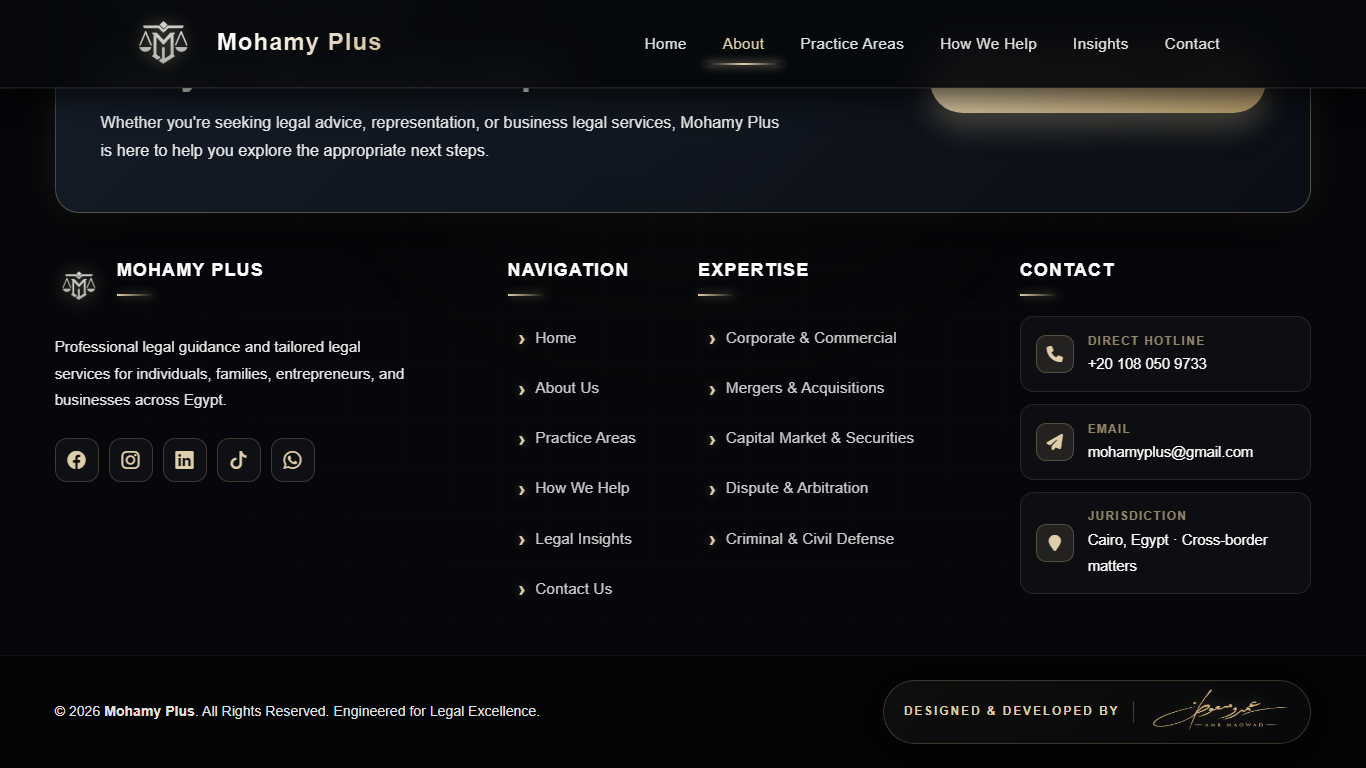 Mohamy Plus
Home
About
Practice Areas
How We Help
Insights
Contact
Whether you're seeking legal advice, representation, or business legal services, Mohamy Plus
is here to help you explore the appropriate next steps.
MOHAMY PLUS
Professional legal guidance and tailored legal
services for individuals, families, entrepreneurs, and
businesses across Egypt.
NAVIGATION
› Home
› About Us
› Practice Areas
› How We Help
› Legal Insights
› Contact Us
EXPERTISE
› Corporate & Commercial
› Mergers & Acquisitions
› Capital Market & Securities
› Dispute & Arbitration
› Criminal & Civil Defense
CONTACT
DIRECT HOTLINE
+20 108 050 9733
EMAIL
mohamyplus@gmail.com
JURISDICTION
Cairo, Egypt · Cross-border
matters
© 2026 Mohamy Plus. All Rights Reserved. Engineered for Legal Excellence.
DESIGNED & DEVELOPED BY
AMR MAOWAD